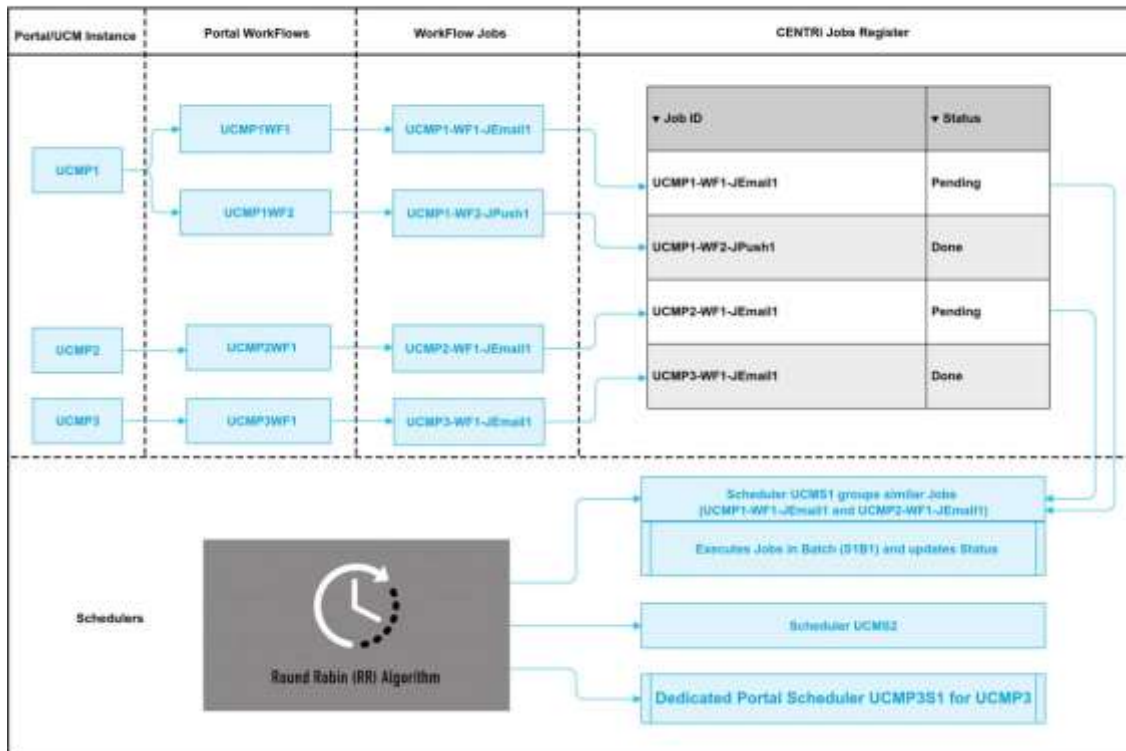 Portal/UCM Instance
Portal WorkFlows
WorkFlow Jobs
CENTRI Jobs Register
UCMP1
UCMP1WF1
UCMP1-WF1-JEmail1
UCMP1WF2
UCMP1-WF2-JPush1
UCMP2
UCMP2WF1
UCMP2-WF1-JEmail1
UCMP3
UCMP3WF1
UCMP3-WF1-JEmail1
▾ Job ID
▾ Status
UCMP1-WF1-JEmail1
Pending
UCMP1-WF2-JPush1
Done
UCMP2-WF1-JEmail1
Pending
UCMP3-WF1-JEmail1
Done
Schedulers
Round Robin (RR) Algorithm
Scheduler UCMS1 groups similar Jobs
(UCMP1-WF1-JEmail1 and UCMP2-WF1-JEmail1)
Executes Jobs in Batch (S1B1) and updates Status
Scheduler UCMS2
Dedicated Portal Scheduler UCMP3S1 for UCMP3